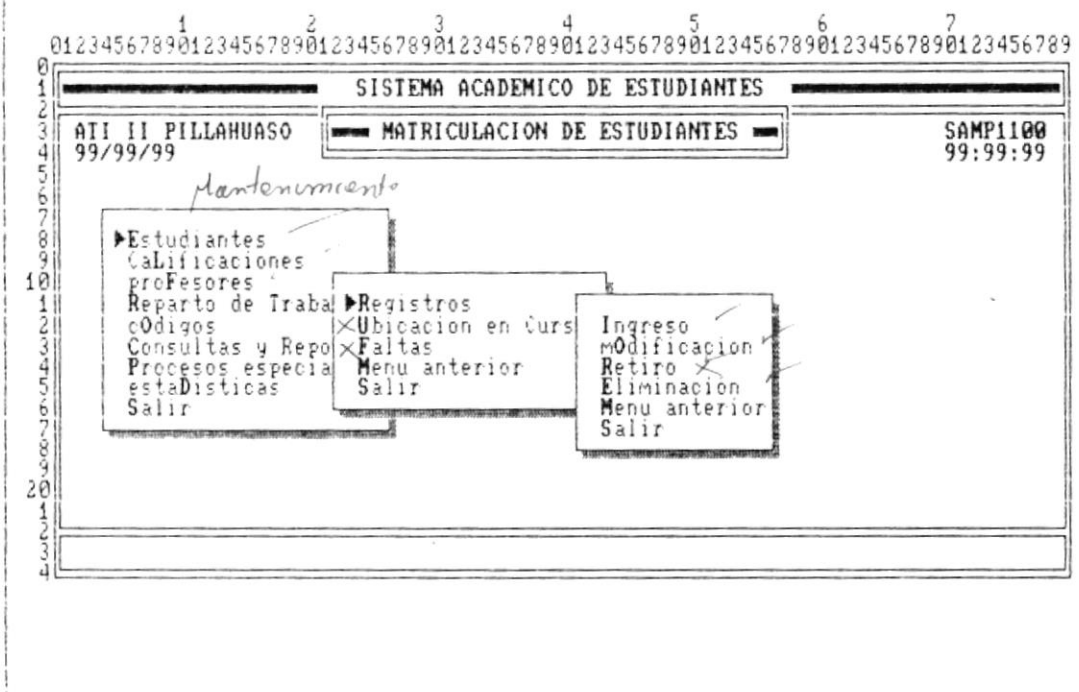 1 2 3 4 5 6 7
01234567890123456789012345678901234567890123456789012345678901234567890123456789
0
1 SISTEMA ACADEMICO DE ESTUDIANTES
2
3 ATI II PILLAHUASO MATRICULACION DE ESTUDIANTES SAMP1100
4 99/99/99 99:99:99
5
6 Mantenimiento
7
8 ▶Estudiantes
9 CaLificaciones
10 proFesores
1 Reparto de Traba ▶Registros
2 cOdigos ×Ubicacion en Curs Ingreso
3 Consultas y Repo ×Faltas mOdificacion
4 Procesos especia Menu anterior Retiro ×
5 estaDisticas Salir Eliminacion
6 Salir Menu anterior
7 Salir
8
9
20
1
2
3
4